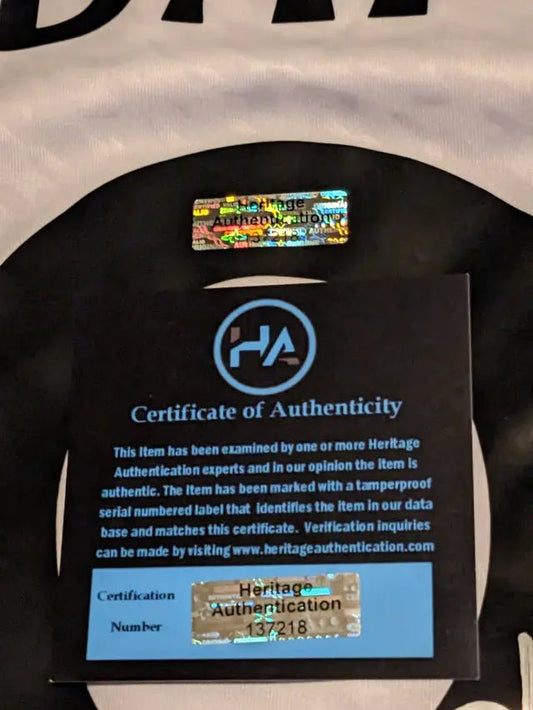 Heritage
Authentication
HA
Certificate of Authenticity
This Item has been examined by one or more Heritage
Authentication experts and in our opinion the item is
authentic. The Item has been marked with a tamperproof
serial numbered label that Identifies the item in our data
base and matches this certificate. Verification inquiries
can be made by visiting www.heritageauthentication.com
Certification
Number
Heritage
Authentication
137218